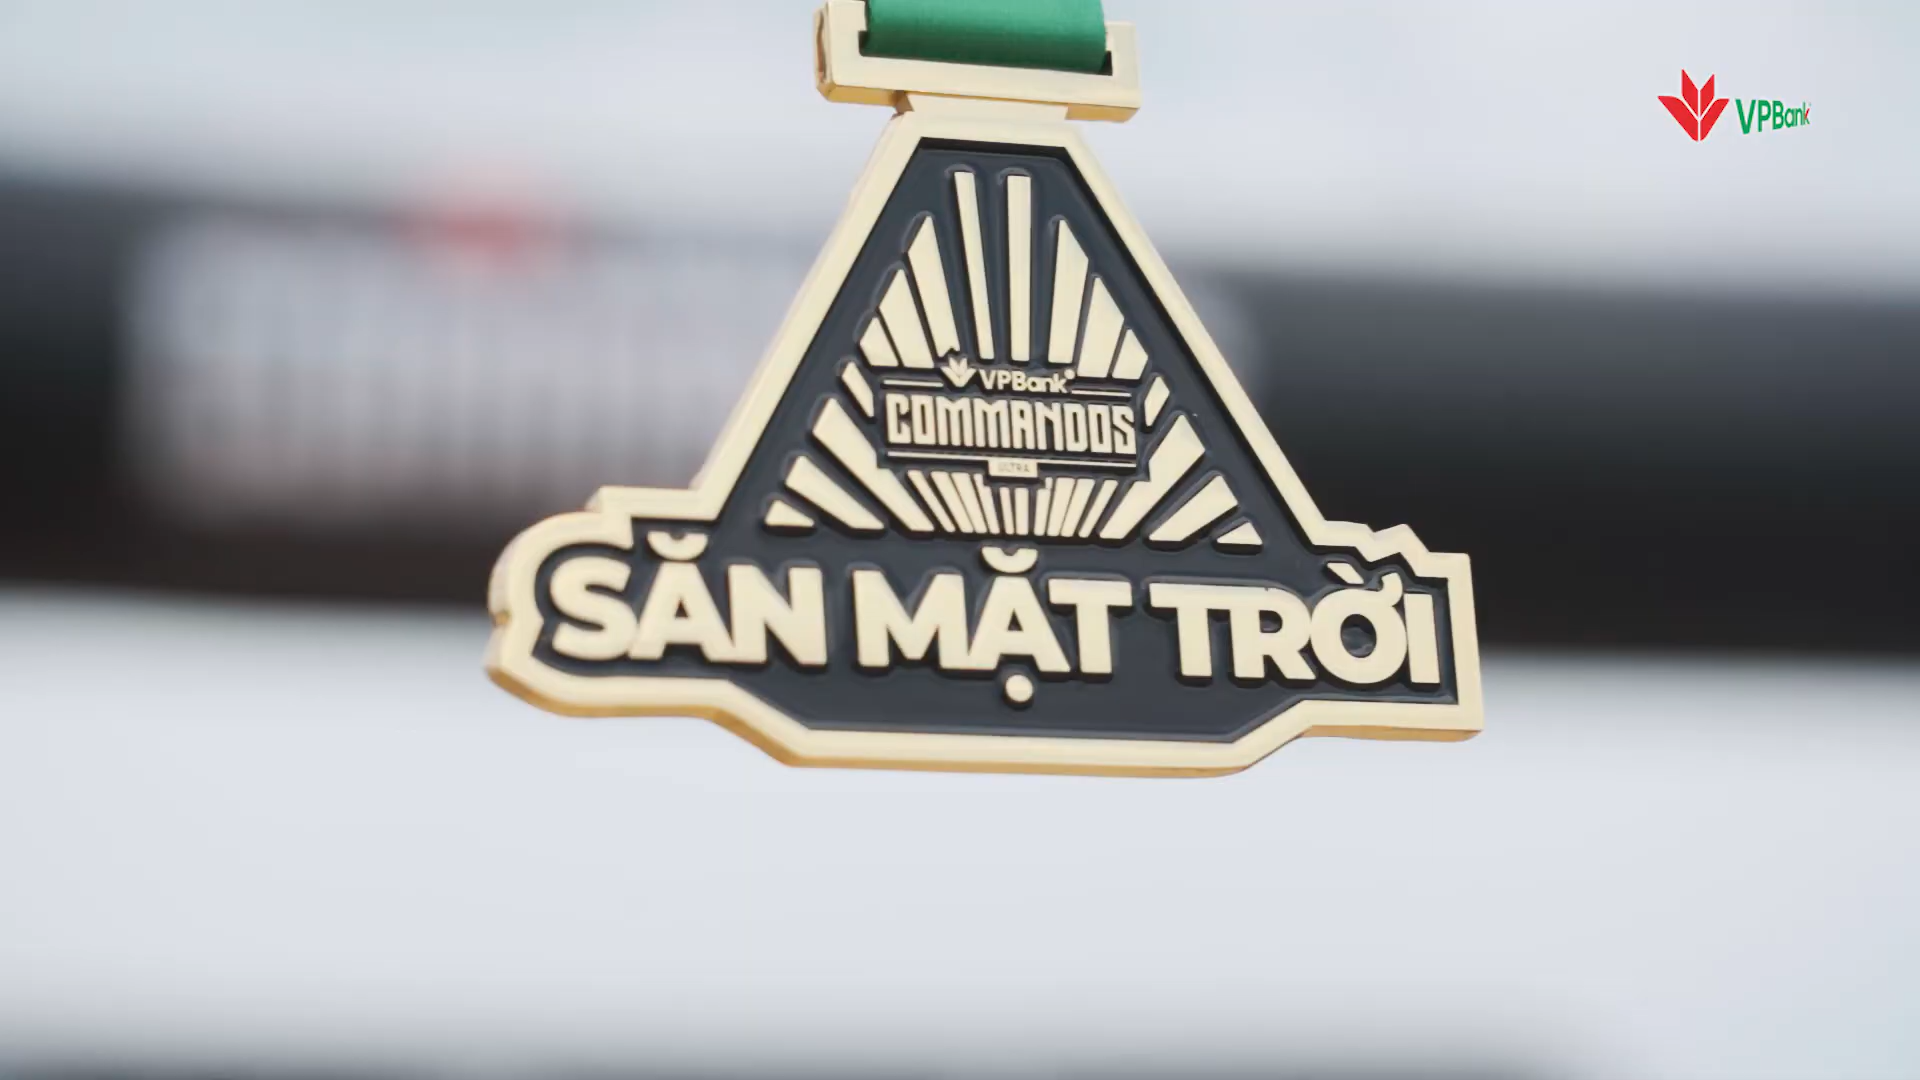 VPBank
VPBank
COMMANDOS
ULTRA
SĂN MẶT TRỜI